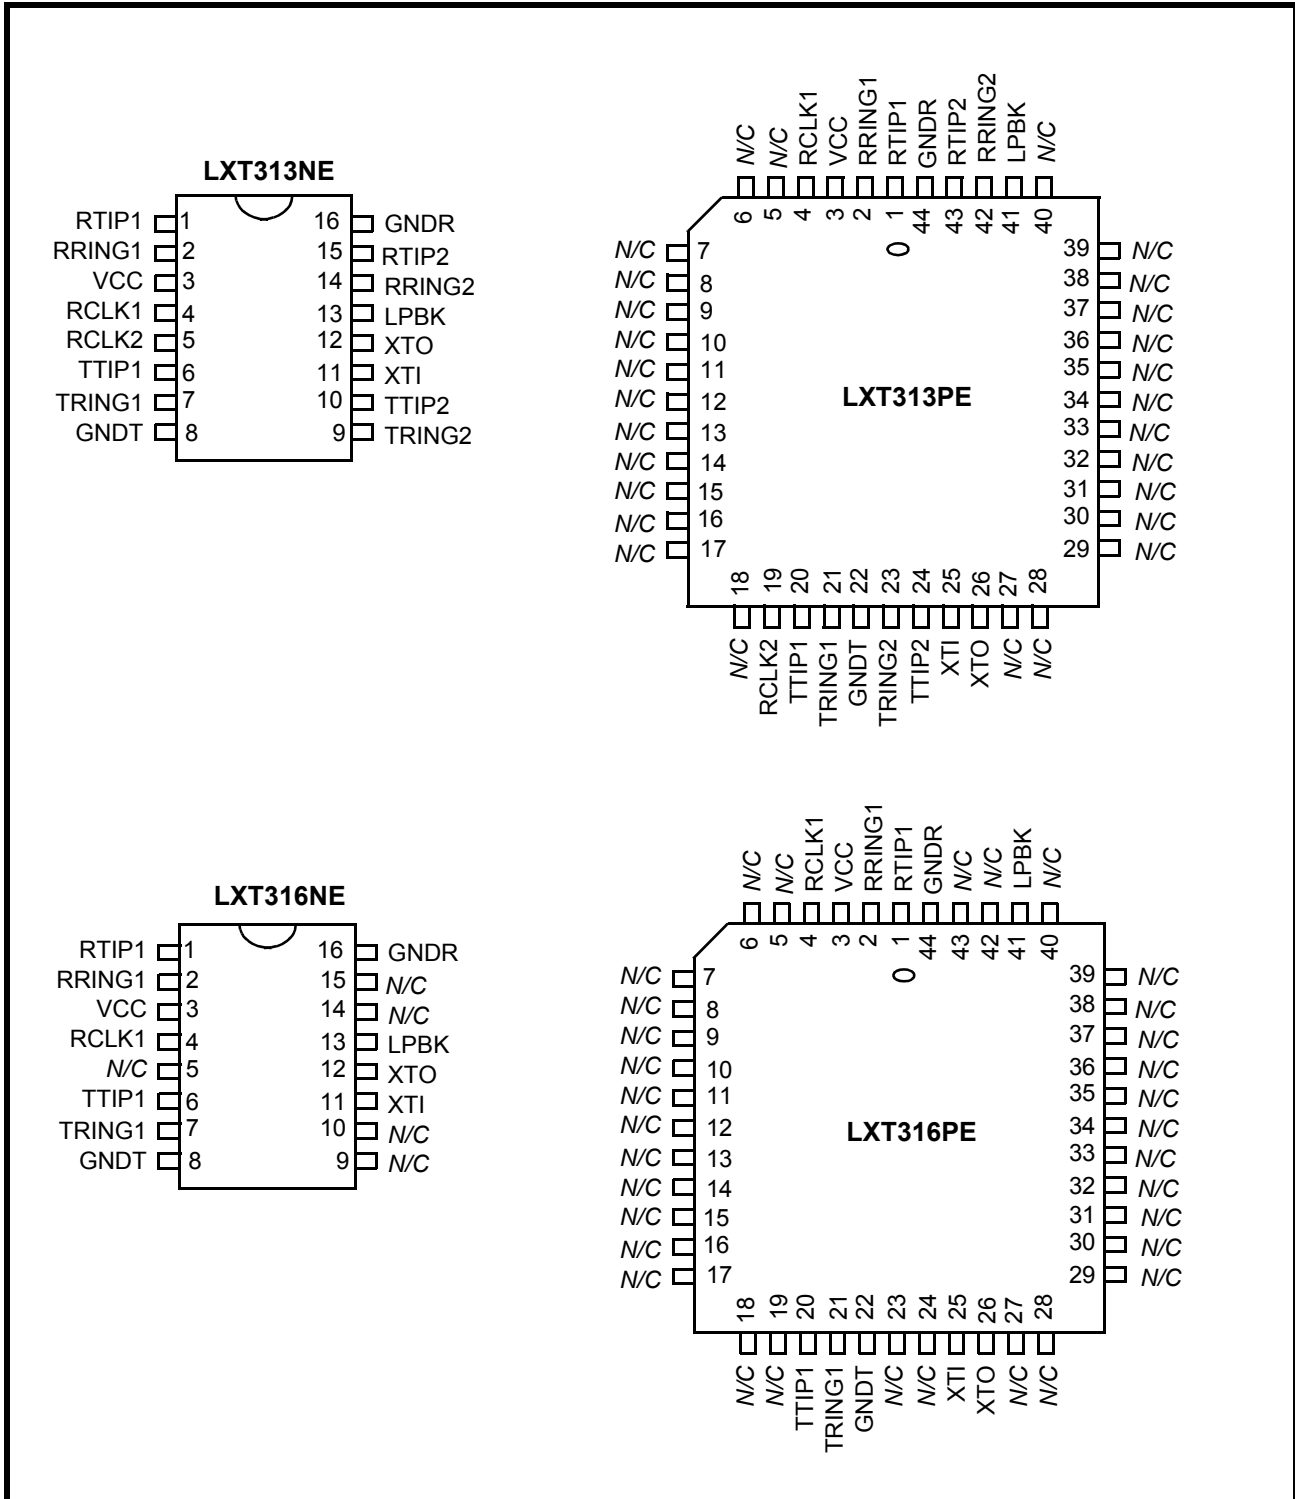 LXT313NE
RTIP1 1 16 GNDR
RRING1 2 15 RTIP2
VCC 3 14 RRING2
RCLK1 4 13 LPBK
RCLK2 5 12 XTO
TTIP1 6 11 XTI
TRING1 7 10 TTIP2
GNDT 8 9 TRING2
N/C N/C RCLK1 VCC RRING1 RTIP1 GNDR RTIP2 RRING2 LPBK N/C
6 5 4 3 2 1 44 43 42 41 40
N/C 7 39 N/C
N/C 8 38 N/C
N/C 9 37 N/C
N/C 10 36 N/C
N/C 11 35 N/C
N/C 12 34 N/C
LXT313PE
N/C 13 33 N/C
N/C 14 32 N/C
N/C 15 31 N/C
N/C 16 30 N/C
N/C 17 29 N/C
18 19 20 21 22 23 24 25 26 27 28
N/C RCLK2 TTIP1 TRING1 GNDT TRING2 TTIP2 XTI XTO N/C N/C
LXT316NE
RTIP1 1 16 GNDR
RRING1 2 15 N/C
VCC 3 14 N/C
RCLK1 4 13 LPBK
N/C 5 12 XTO
TTIP1 6 11 XTI
TRING1 7 10 N/C
GNDT 8 9 N/C
N/C N/C RCLK1 VCC RRING1 RTIP1 GNDR N/C N/C LPBK N/C
6 5 4 3 2 1 44 43 42 41 40
N/C 7 39 N/C
N/C 8 38 N/C
N/C 9 37 N/C
N/C 10 36 N/C
N/C 11 35 N/C
N/C 12 34 N/C
LXT316PE
N/C 13 33 N/C
N/C 14 32 N/C
N/C 15 31 N/C
N/C 16 30 N/C
N/C 17 29 N/C
18 19 20 21 22 23 24 25 26 27 28
N/C N/C TTIP1 TRING1 GNDT N/C N/C XTI XTO N/C N/C